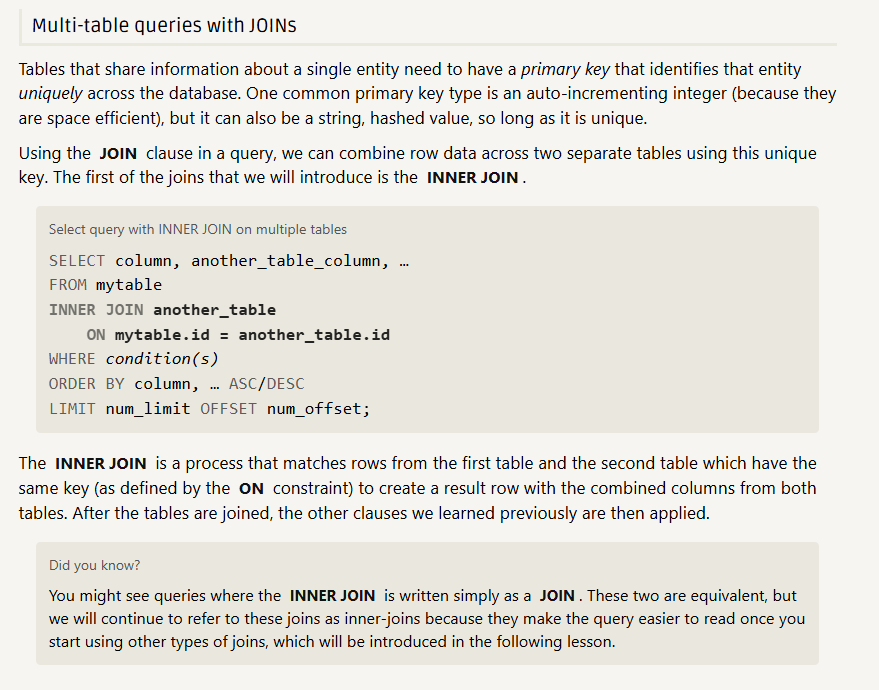 Multi-table queries with JOINs
Tables that share information about a single entity need to have a primary key that identifies that entity
uniquely across the database. One common primary key type is an auto-incrementing integer (because they
are space efficient), but it can also be a string, hashed value, so long as it is unique.
Using the JOIN clause in a query, we can combine row data across two separate tables using this unique
key. The first of the joins that we will introduce is the INNER JOIN.
Select query with INNER JOIN on multiple tables
SELECT column, another_table_column, …
FROM mytable
INNER JOIN another_table
    ON mytable.id = another_table.id
WHERE condition(s)
ORDER BY column, … ASC/DESC
LIMIT num_limit OFFSET num_offset;
The INNER JOIN is a process that matches rows from the first table and the second table which have the
same key (as defined by the ON constraint) to create a result row with the combined columns from both
tables. After the tables are joined, the other clauses we learned previously are then applied.
Did you know?
You might see queries where the INNER JOIN is written simply as a JOIN. These two are equivalent, but
we will continue to refer to these joins as inner-joins because they make the query easier to read once you
start using other types of joins, which will be introduced in the following lesson.